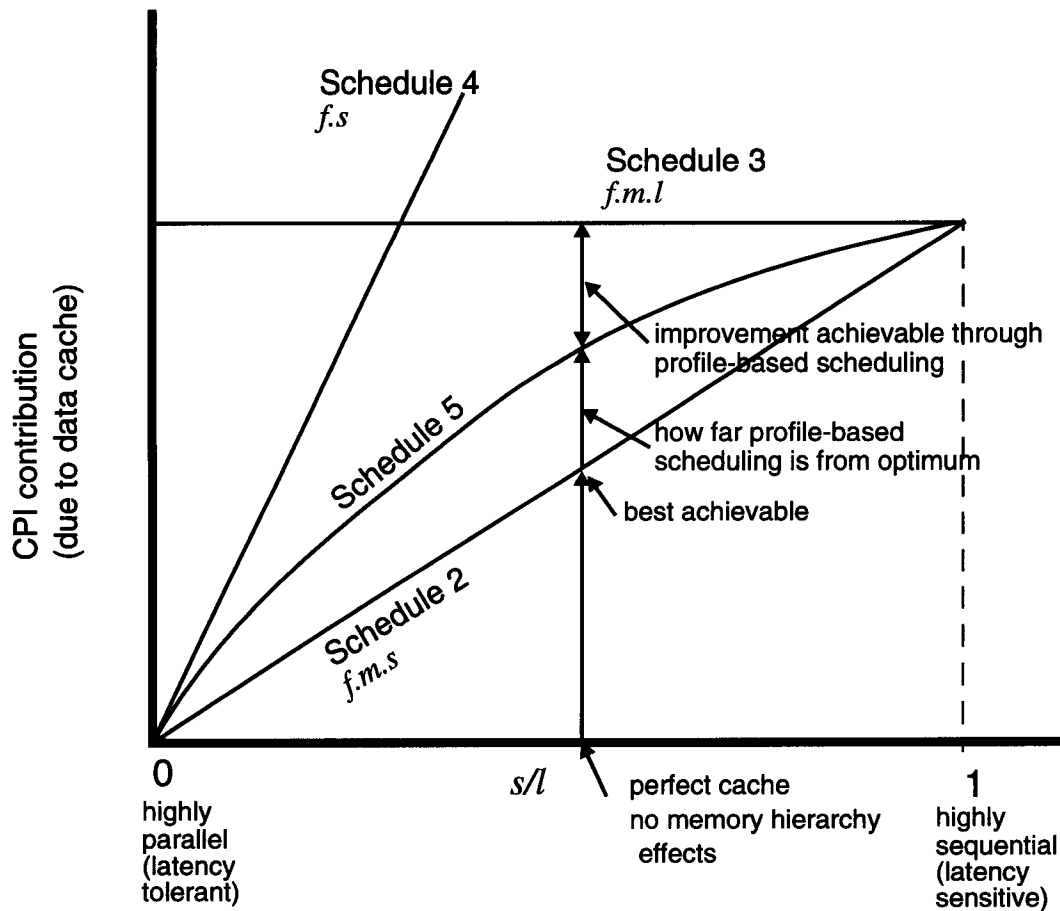 Schedule 4
f.s
Schedule 3
f.m.l
CPI contribution
(due to data cache)
improvement achievable through
profile-based scheduling
Schedule 5
how far profile-based
scheduling is from optimum
best achievable
Schedule 2
f.m.s
0
highly
parallel
(latency
tolerant)
s/l
perfect cache
no memory hierarchy
effects
1
highly
sequential
(latency
sensitive)